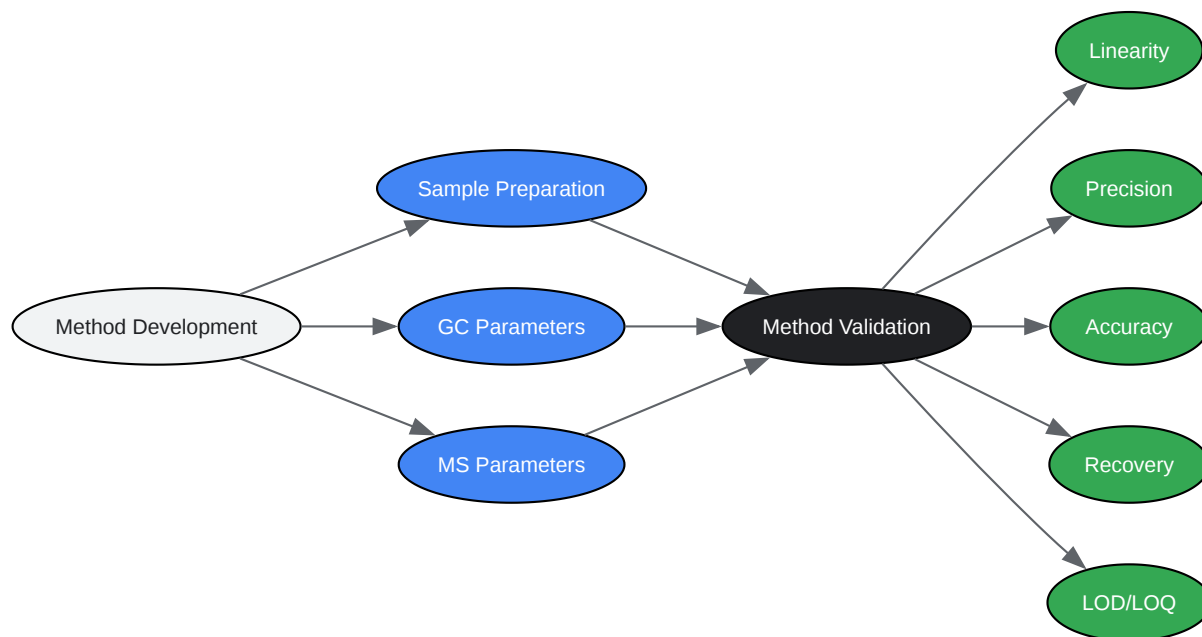 Method Development
Sample Preparation
GC Parameters
MS Parameters
Method Validation
Linearity
Precision
Accuracy
Recovery
LOD/LOQ